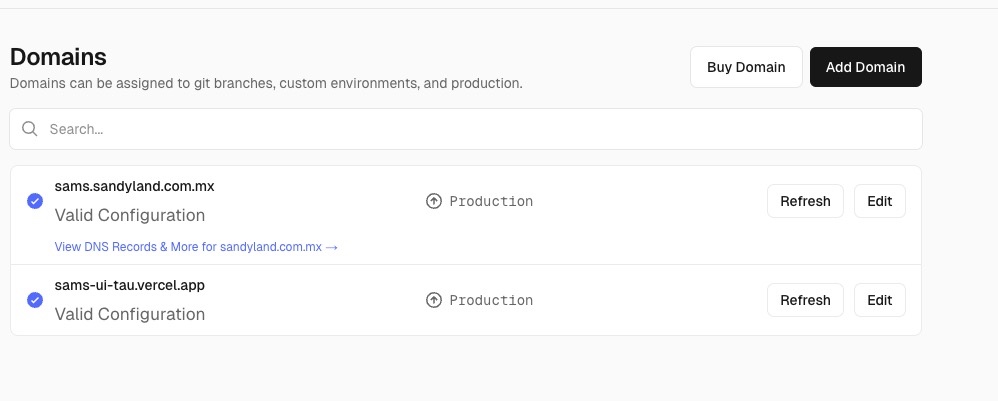 Domains
Buy Domain
Add Domain
Domains can be assigned to git branches, custom environments, and production.
Search...
sams.sandyland.com.mx
Valid Configuration
Production
Refresh
Edit
View DNS Records & More for sandyland.com.mx →
sams-ui-tau.vercel.app
Valid Configuration
Production
Refresh
Edit